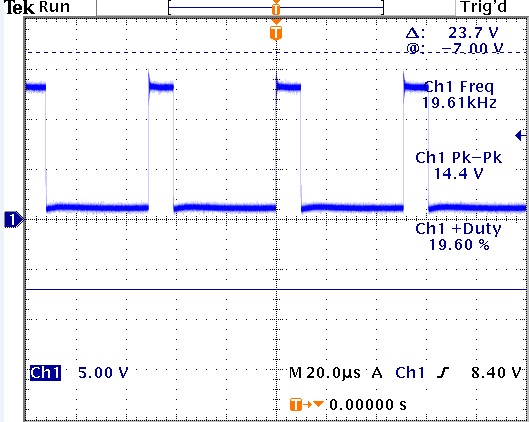 Tek Run Trig'd
T
T
Δ: 23.7 V
@: −7.00 V
Ch1 Freq
19.61kHz
Ch1 Pk−Pk
14.4 V
1
Ch1 +Duty
19.60 %
Ch1 5.00 V M 20.0µs A Ch1 ƒ 8.40 V
T→▼ 0.00000 s